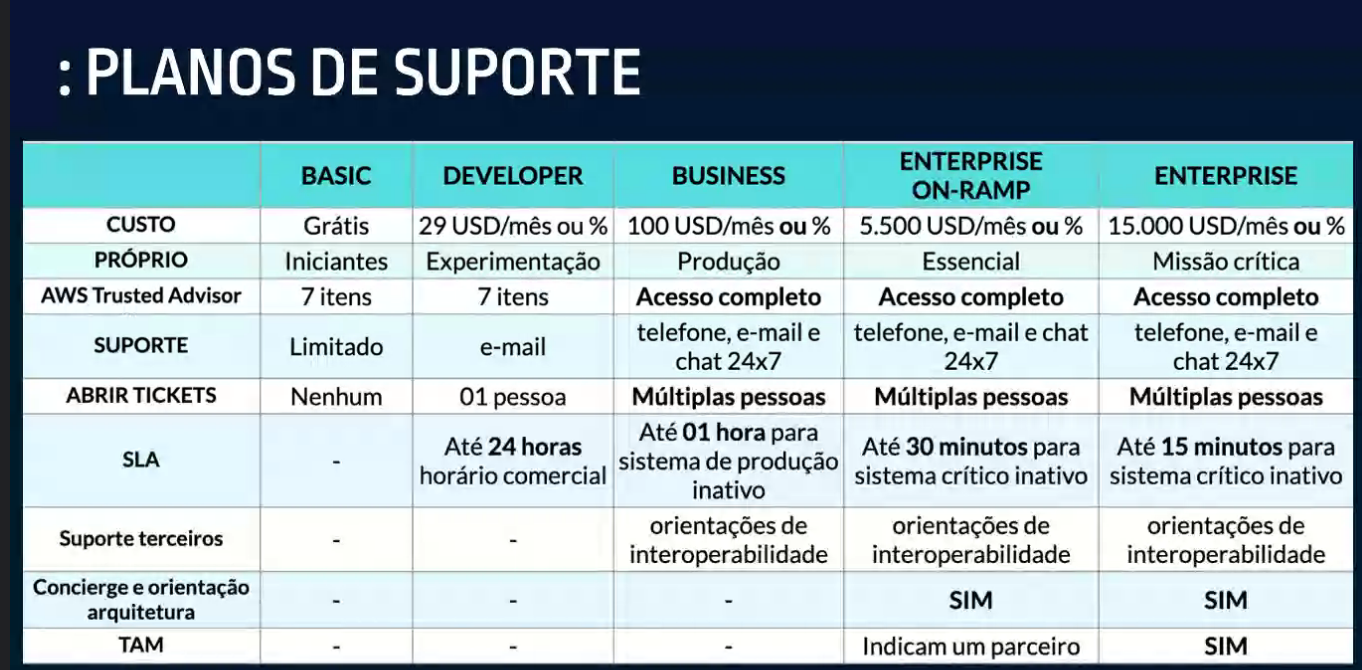 : PLANOS DE SUPORTE
BASIC DEVELOPER BUSINESS ENTERPRISE ON-RAMP ENTERPRISE
CUSTO Grátis 29 USD/mês ou % 100 USD/mês ou % 5.500 USD/mês ou % 15.000 USD/mês ou %
PRÓPRIO Iniciantes Experimentação Produção Essencial Missão crítica
AWS Trusted Advisor 7 itens 7 itens Acesso completo Acesso completo Acesso completo
SUPORTE Limitado e-mail telefone, e-mail e chat 24x7 telefone, e-mail e chat 24x7 telefone, e-mail e chat 24x7
ABRIR TICKETS Nenhum 01 pessoa Múltiplas pessoas Múltiplas pessoas Múltiplas pessoas
SLA - Até 24 horas horário comercial Até 01 hora para sistema de produção inativo Até 30 minutos para sistema crítico inativo Até 15 minutos para sistema crítico inativo
Suporte terceiros - - orientações de interoperabilidade orientações de interoperabilidade orientações de interoperabilidade
Concierge e orientação arquitetura - - - SIM SIM
TAM - - - Indicam um parceiro SIM